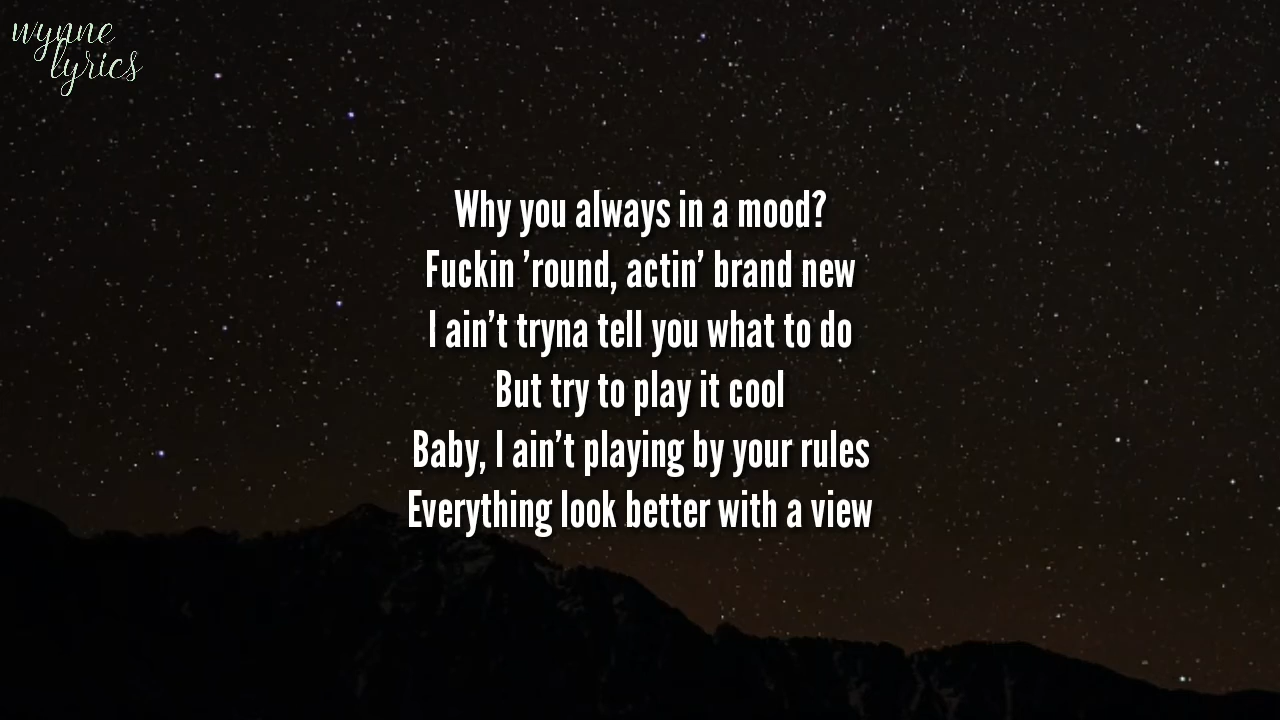 wynne
lyrics
Why you always in a mood?
Fuckin ’round, actin’ brand new
I ain’t tryna tell you what to do
But try to play it cool
Baby, I ain’t playing by your rules
Everything look better with a view